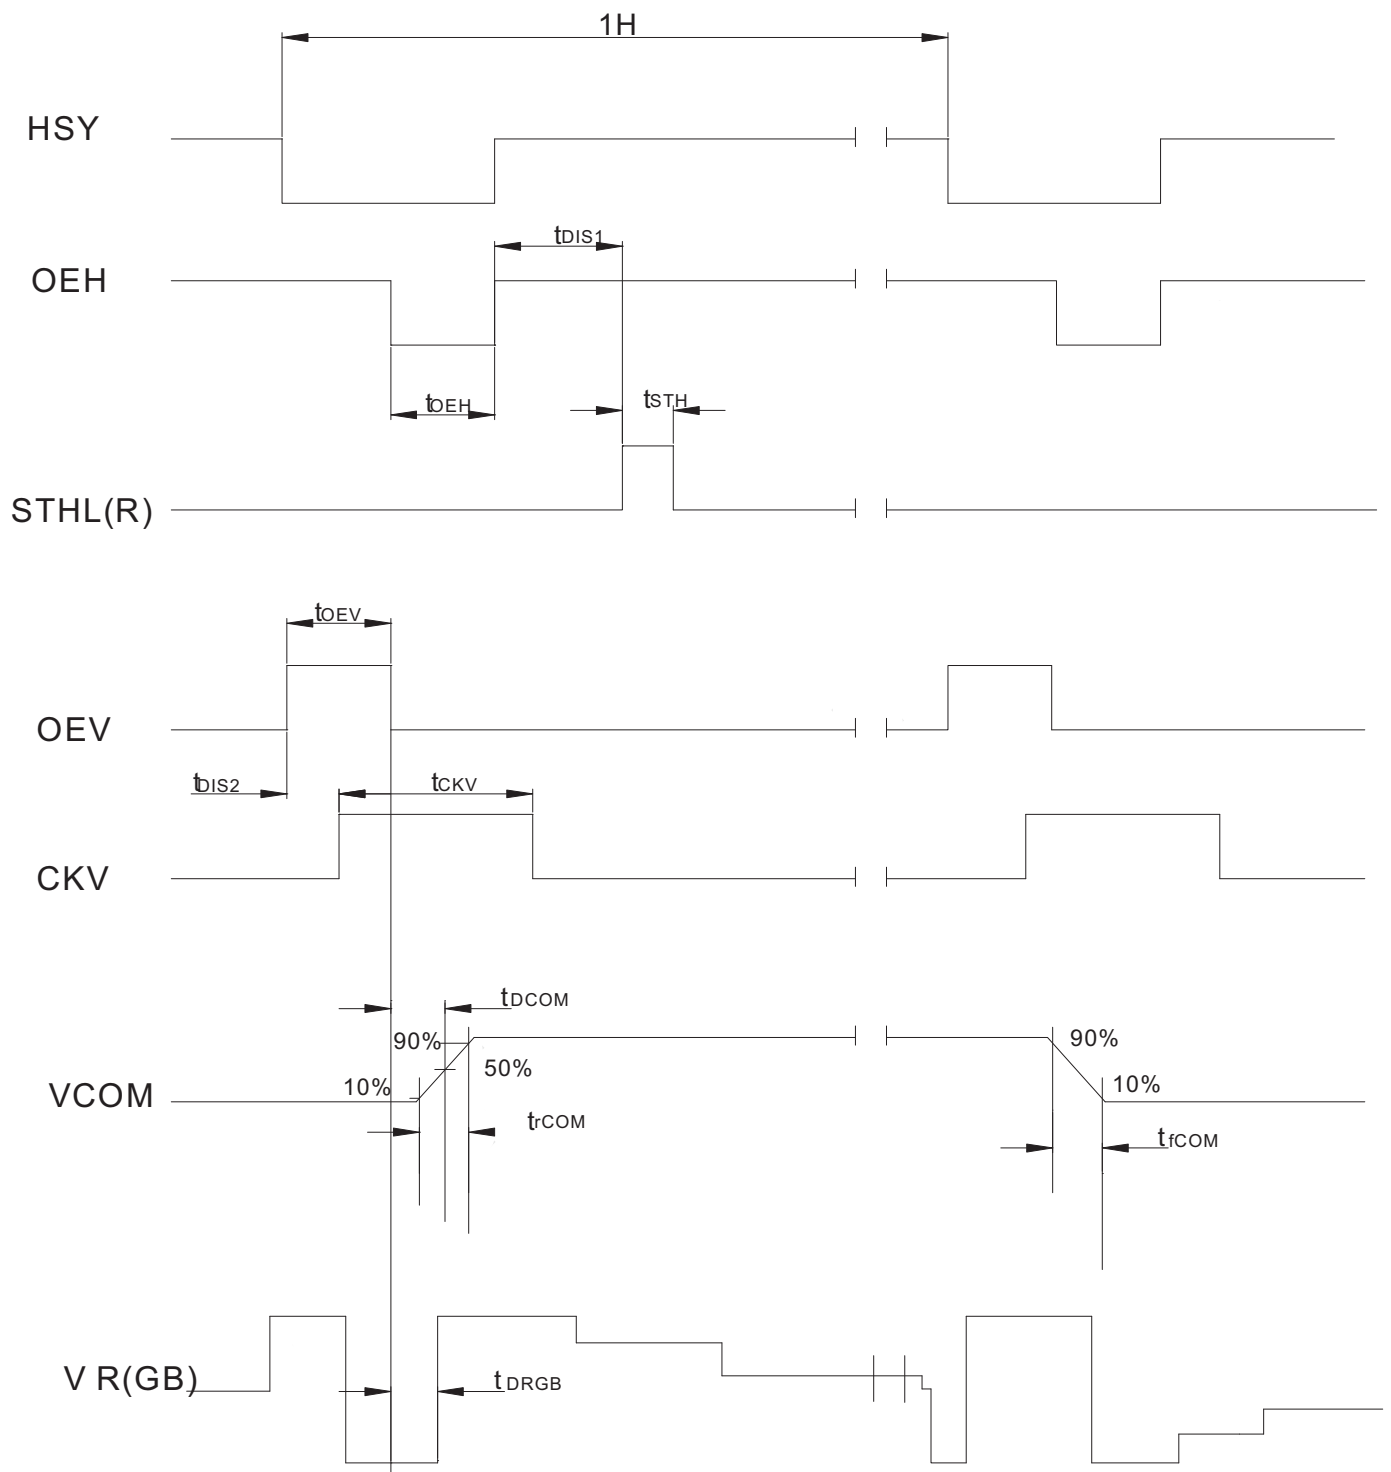 1H
HSY
tDIS1
OEH
tOEH
tSTH
STHL(R)
tOEV
OEV
tDIS2
tCKV
CKV
tDCOM
90%
50%
90%
10%
10%
VCOM
trCOM
tfCOM
V R(GB)
tDRGB